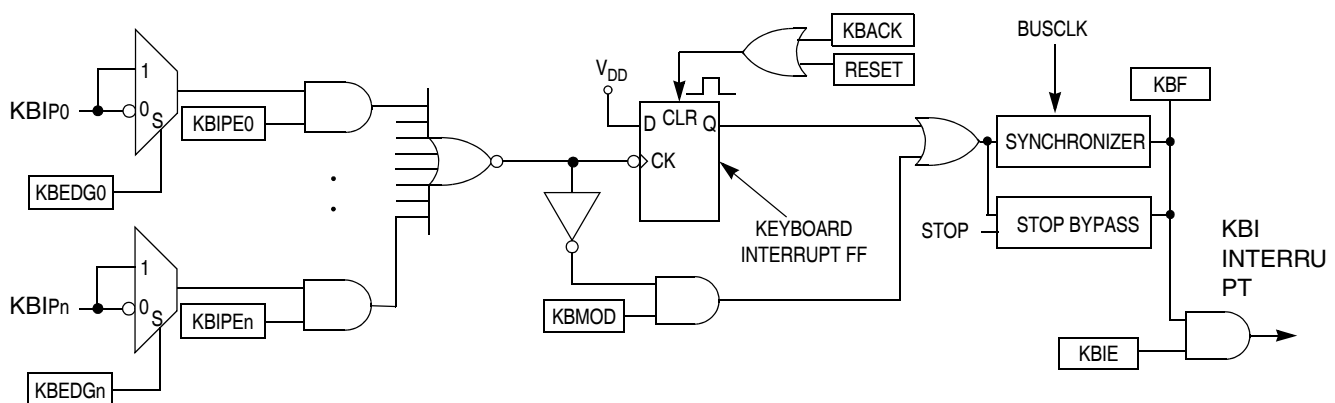 KBACK
RESET
BUSCLK
VDD
KBF
KBIP0
1
0
S
KBIPE0
KBEDG0
D
CLR
Q
CK
SYNCHRONIZER
KEYBOARD
INTERRUPT FF
STOP
STOP BYPASS
KBI
INTERRU
PT
KBIPn
1
0
S
KBIPEn
KBEDGn
KBMOD
KBIE